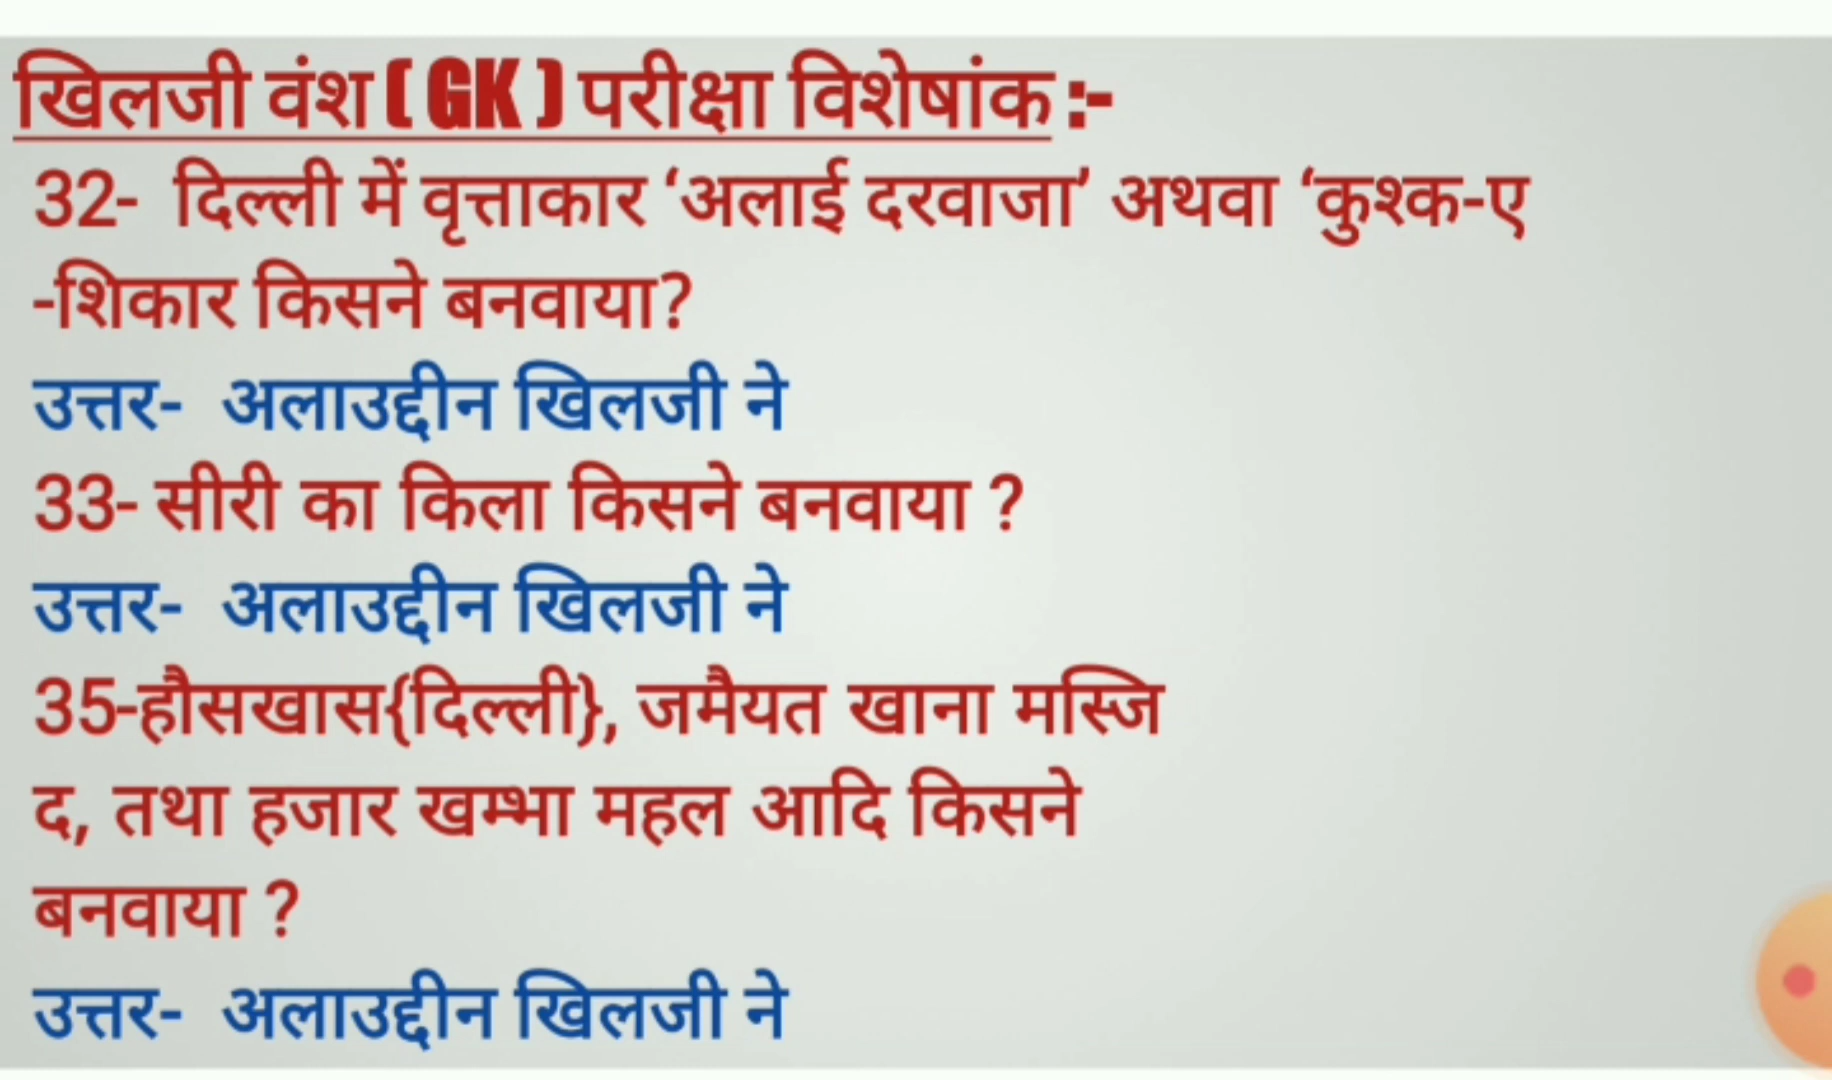 खिलजी वंश ( GK ) परीक्षा विशेषांक :-
32- दिल्ली में वृत्ताकार ‘अलाई दरवाजा’ अथवा ‘कुश्क-ए
-शिकार किसने बनवाया?
उत्तर- अलाउद्दीन खिलजी ने
33- सीरी का किला किसने बनवाया ?
उत्तर- अलाउद्दीन खिलजी ने
35-हौसखास{दिल्ली}, जमैयत खाना मस्जि
द, तथा हजार खम्भा महल आदि किसने
बनवाया ?
उत्तर- अलाउद्दीन खिलजी ने